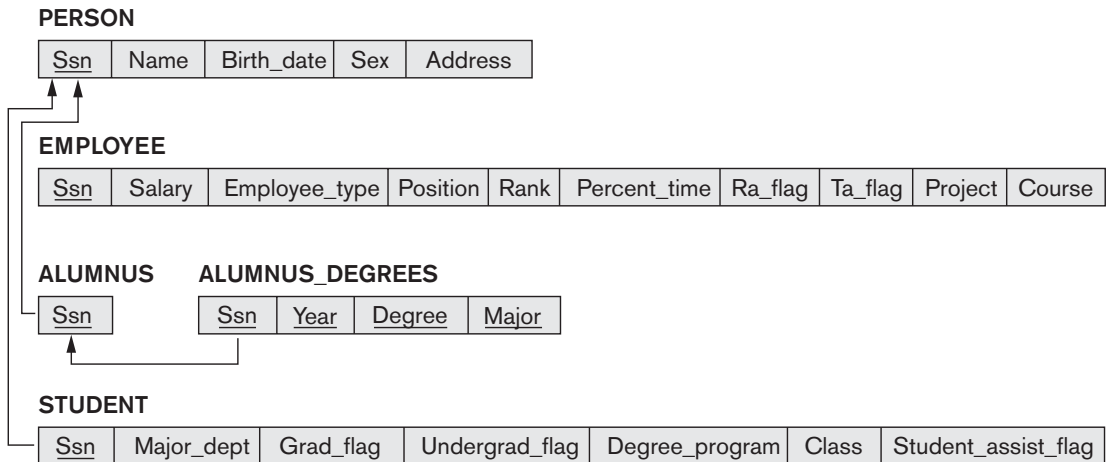 PERSON
Ssn Name Birth_date Sex Address
EMPLOYEE
Ssn Salary Employee_type Position Rank Percent_time Ra_flag Ta_flag Project Course
ALUMNUS ALUMNUS_DEGREES
Ssn Ssn Year Degree Major
STUDENT
Ssn Major_dept Grad_flag Undergrad_flag Degree_program Class Student_assist_flag